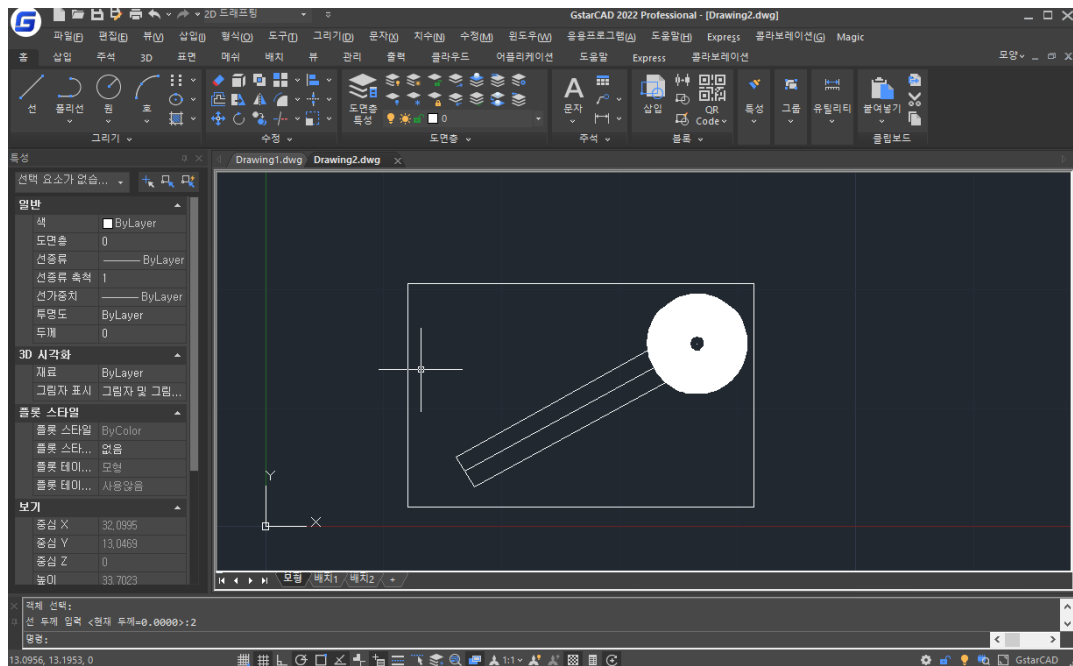 2D 드래프팅
GstarCAD 2022 Professional - [Drawing2.dwg]
파일(F) 편집(E) 뷰(V) 삽입(I) 형식(O) 도구(T) 그리기(D) 문자(X) 치수(N) 수정(M) 윈도우(W) 응용프로그램(A) 도움말(H) Express 콜라보레이션(G) Magic
홈 삽입 주석 3D 표면 메쉬 배치 뷰 관리 출력 클라우드 어플리케이션 도움말 Express 콜라보레이션 모양
선 폴리선 원 호 도면층 특성 0 문자 삽입 QR Code 특성 그룹 유틸리티 붙여넣기
그리기 수정 도면층 주석 블록 클립보드
특성
Drawing1.dwg Drawing2.dwg
선택 요소가 없습...
일반
색 ByLayer
도면층 0
선종류 ByLayer
선종류 축척 1
선가중치 ByLayer
투명도 ByLayer
두께 0
3D 시각화
재료 ByLayer
그림자 표시 그림자 및 그림...
플롯 스타일
플롯 스타일 ByColor
플롯 스타... 없음
플롯 테이... 모형
플롯 테이... 사용않음
보기
중심 X 32,0995
중심 Y 13,0469
중심 Z 0
높이 33,7023
Y
X
모형 배치1 배치2 +
객체 선택:
선 두께 입력 <현재 두께=0.0000>:2
명령:
13.0956, 13.1953, 0
1:1
GstarCAD